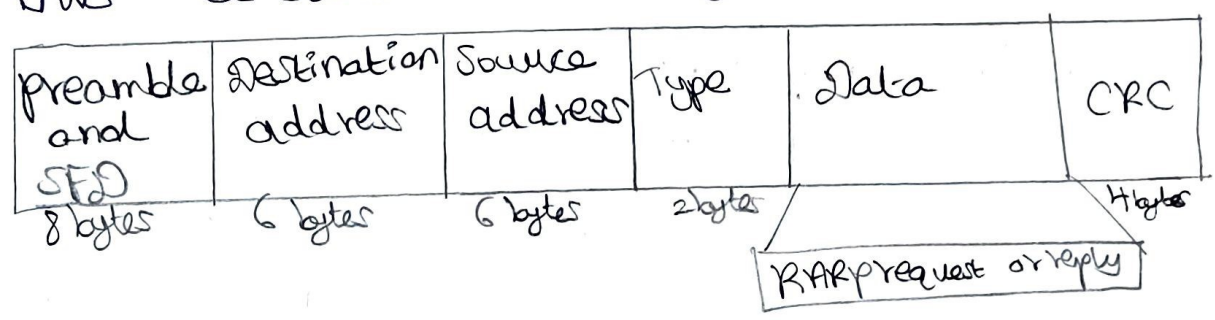 Preamble
and
SFD
Destination
address
Source
address
Type
Data
CRC
8 bytes
6 bytes
6 bytes
2 bytes
4 bytes
RARP request or reply